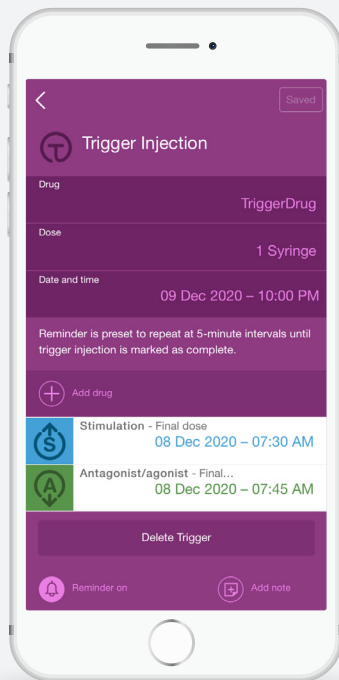 Saved
Trigger Injection
Drug
TriggerDrug
Dose
1 Syringe
Date and time
09 Dec 2020 – 10:00 PM
Reminder is preset to repeat at 5-minute intervals until
trigger injection is marked as complete.
Add drug
S
Stimulation - Final dose
08 Dec 2020 – 07:30 AM
A
Antagonist/agonist - Final...
08 Dec 2020 – 07:45 AM
Delete Trigger
Reminder on
Add note